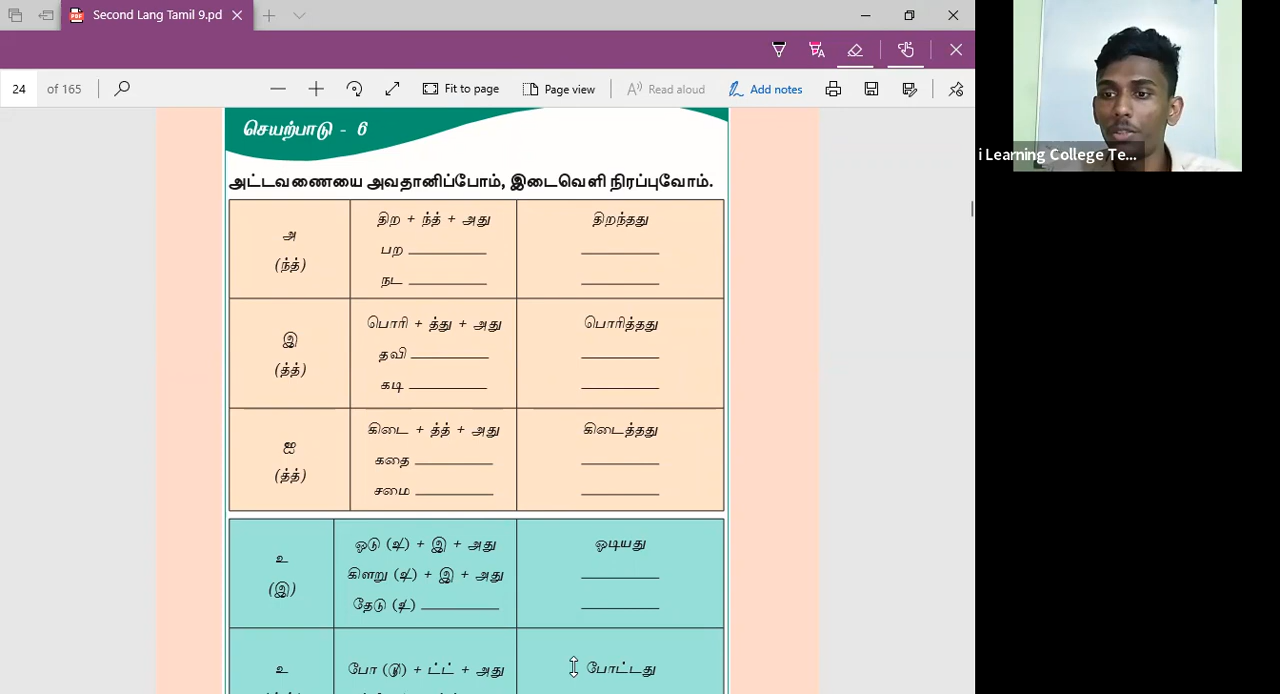 Second Lang Tamil 9.pd
24 of 165
Fit to page
Page view
Read aloud
Add notes
i Learning College Te...
செயற்பாடு - 6
அட்டவணையை அவதானிப்போம், இடைவெளி நிரப்புவோம்.
அ
(ந்த்)
திற + ந்த் + அது
திறந்தது
பற
நட
இ
(த்த்)
பொரி + த்து + அது
பொரித்தது
தவி
கடி
ஐ
(த்த்)
கிடை + த்த் + அது
கிடைத்தது
கதை
சமை
உ
(இ)
ஓடு (உ) + இ + அது
ஓடியது
கிளறு (உ) + இ + அது
தேடு (உ)
உ
போ (டு) + ட்ட் + அது
போட்டது